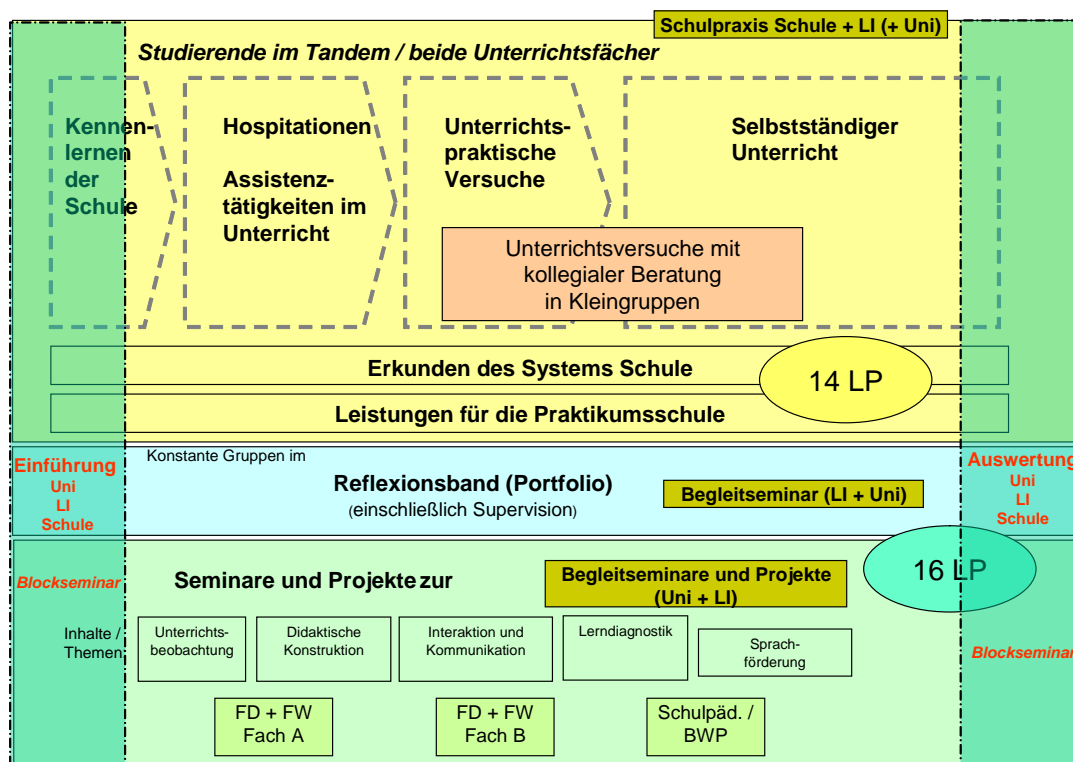 Schulpraxis Schule + LI (+ Uni)
Studierende im Tandem / beide Unterrichtsfächer
Kennen-
lernen
der
Schule
Hospitationen
Assistenz-
tätigkeiten im
Unterricht
Unterrichts-
praktische
Versuche
Selbstständiger
Unterricht
Unterrichtsversuche mit
kollegialer Beratung
in Kleingruppen
Erkunden des Systems Schule
14 LP
Leistungen für die Praktikumsschule
Einführung
Uni
LI
Schule
Konstante Gruppen im
Reflexionsband (Portfolio)
(einschließlich Supervision)
Begleitseminar (LI + Uni)
Auswertung
Uni
LI
Schule
16 LP
Blockseminar
Seminare und Projekte zur
Begleitseminare und Projekte
(Uni + LI)
Inhalte /
Themen
Unterrichts-
beobachtung
Didaktische
Konstruktion
Interaktion und
Kommunikation
Lerndiagnostik
Sprach-
förderung
Blockseminar
FD + FW
Fach A
FD + FW
Fach B
Schulpäd. /
BWP